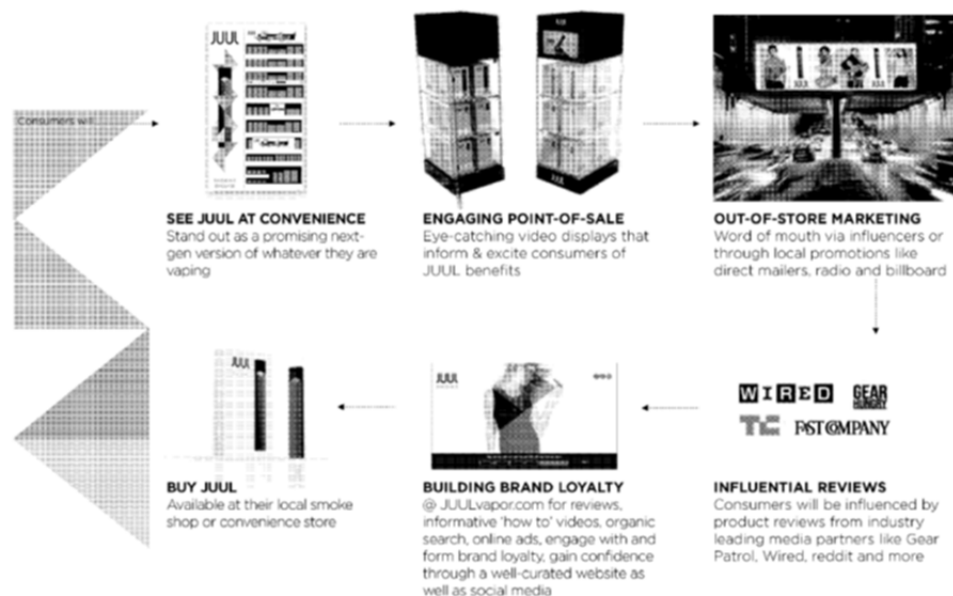 Consumers will
JUUL
JUUL
JUUL
SEE JUUL AT CONVENIENCE
Stand out as a promising next-
gen version of whatever they are
vaping
ENGAGING POINT-OF-SALE
Eye-catching video displays that
inform & excite consumers of
JUUL benefits
OUT-OF-STORE MARKETING
Word of mouth via influencers or
through local promotions like
direct mailers, radio and billboard
WIRED
GEAR
HUNGRY
TC
FAST COMPANY
INFLUENTIAL REVIEWS
Consumers will be influenced by
product reviews from industry
leading media partners like Gear
Patrol, Wired, reddit and more
JUUL
BUILDING BRAND LOYALTY
@ JUULvapor.com for reviews,
informative 'how to' videos, organic
search, online ads, engage with and
form brand loyalty, gain confidence
through a well-curated website as
well as social media
JUUL
BUY JUUL
Available at their local smoke
shop or convenience store